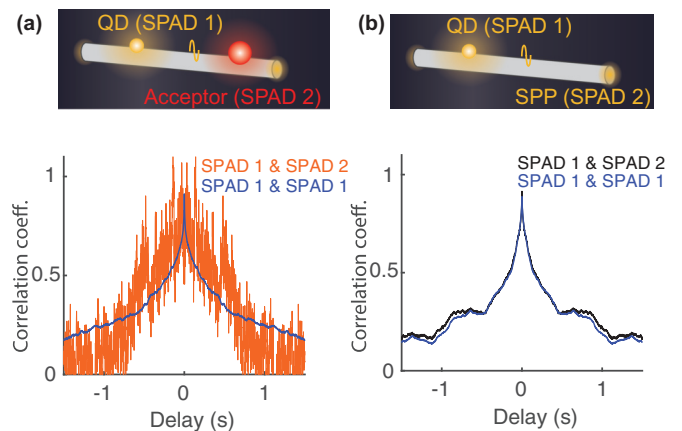 (a)
QD (SPAD 1)
Acceptor (SPAD 2)
SPAD 1 & SPAD 2
SPAD 1 & SPAD 1
Correlation coeff.
1
0.5
0
-1
0
1
Delay (s)
(b)
QD (SPAD 1)
SPP (SPAD 2)
SPAD 1 & SPAD 2
SPAD 1 & SPAD 1
Correlation coeff.
1
0.5
0
-1
0
1
Delay (s)